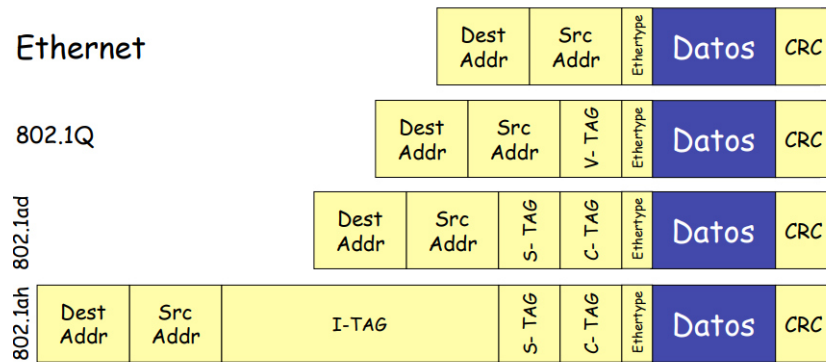 Ethernet
Dest Addr Src Addr Ethertype Datos CRC
802.1Q
Dest Addr Src Addr V- TAG Ethertype Datos CRC
802.1ad
Dest Addr Src Addr S- TAG C- TAG Ethertype Datos CRC
802.1ah
Dest Addr Src Addr I-TAG S- TAG C- TAG Ethertype Datos CRC